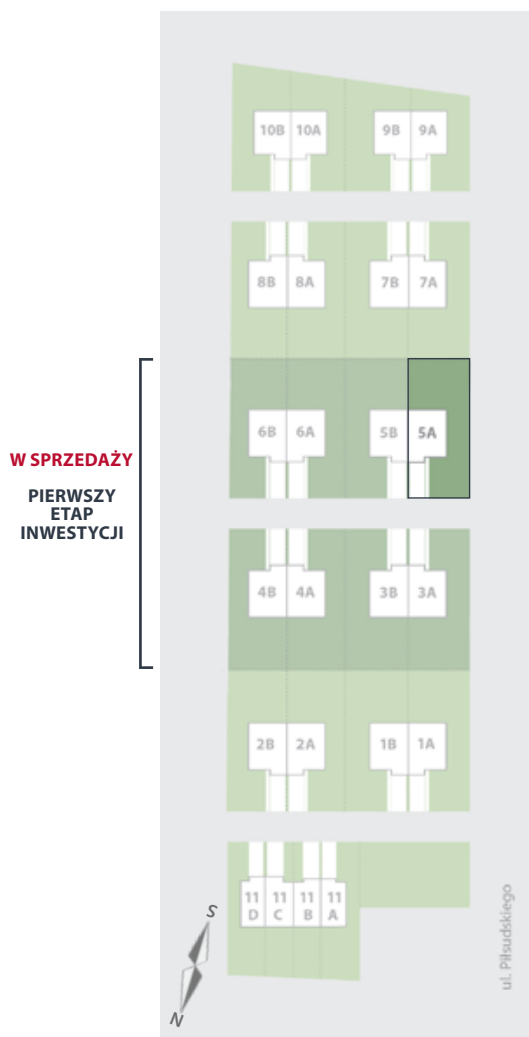 10B 10A 9B 9A
8B 8A 7B 7A
6B 6A 5B 5A
W SPRZEDAŻY
PIERWSZY
ETAP
INWESTYCJI
4B 4A 3B 3A
2B 2A 1B 1A
11 11 11 11
D C B A
ul. Piłsudskiego
S
N